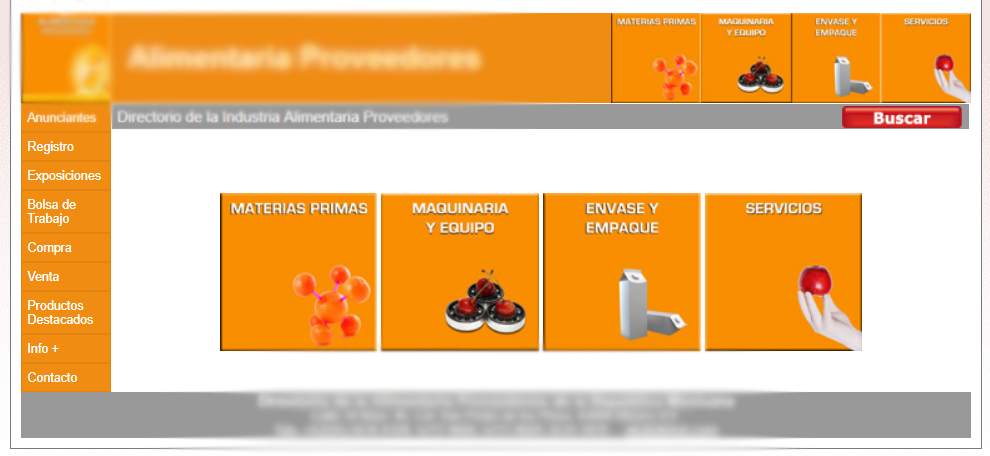 Alimentaria Proveedores
MATERIAS PRIMAS
MAQUINARIA
Y EQUIPO
ENVASE Y
EMPAQUE
SERVICIOS
Anunciantes
Directorio de la Industria Alimentaria Proveedores
Buscar
Registro
Exposiciones
Bolsa de
Trabajo
Compra
Venta
Productos
Destacados
Info +
Contacto
MATERIAS PRIMAS
MAQUINARIA
Y EQUIPO
ENVASE Y
EMPAQUE
SERVICIOS